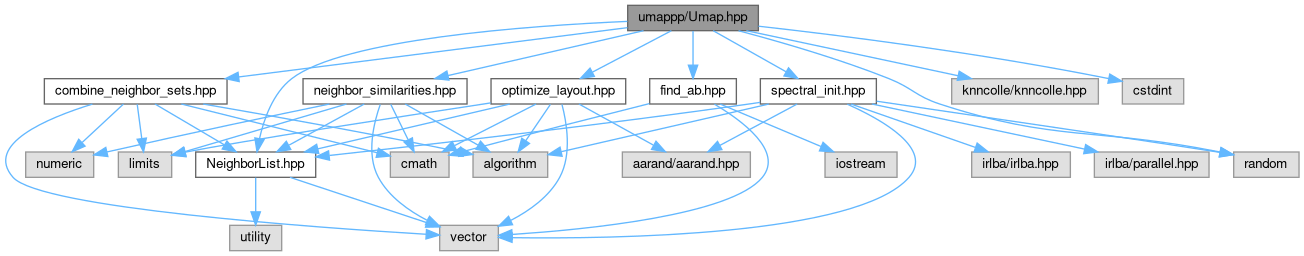 umappp/Umap.hpp
combine_neighbor_sets.hpp
neighbor_similarities.hpp
optimize_layout.hpp
find_ab.hpp
spectral_init.hpp
knncolle/knncolle.hpp
cstdint
numeric
limits
NeighborList.hpp
cmath
algorithm
aarand/aarand.hpp
iostream
irlba/irlba.hpp
irlba/parallel.hpp
random
utility
vector